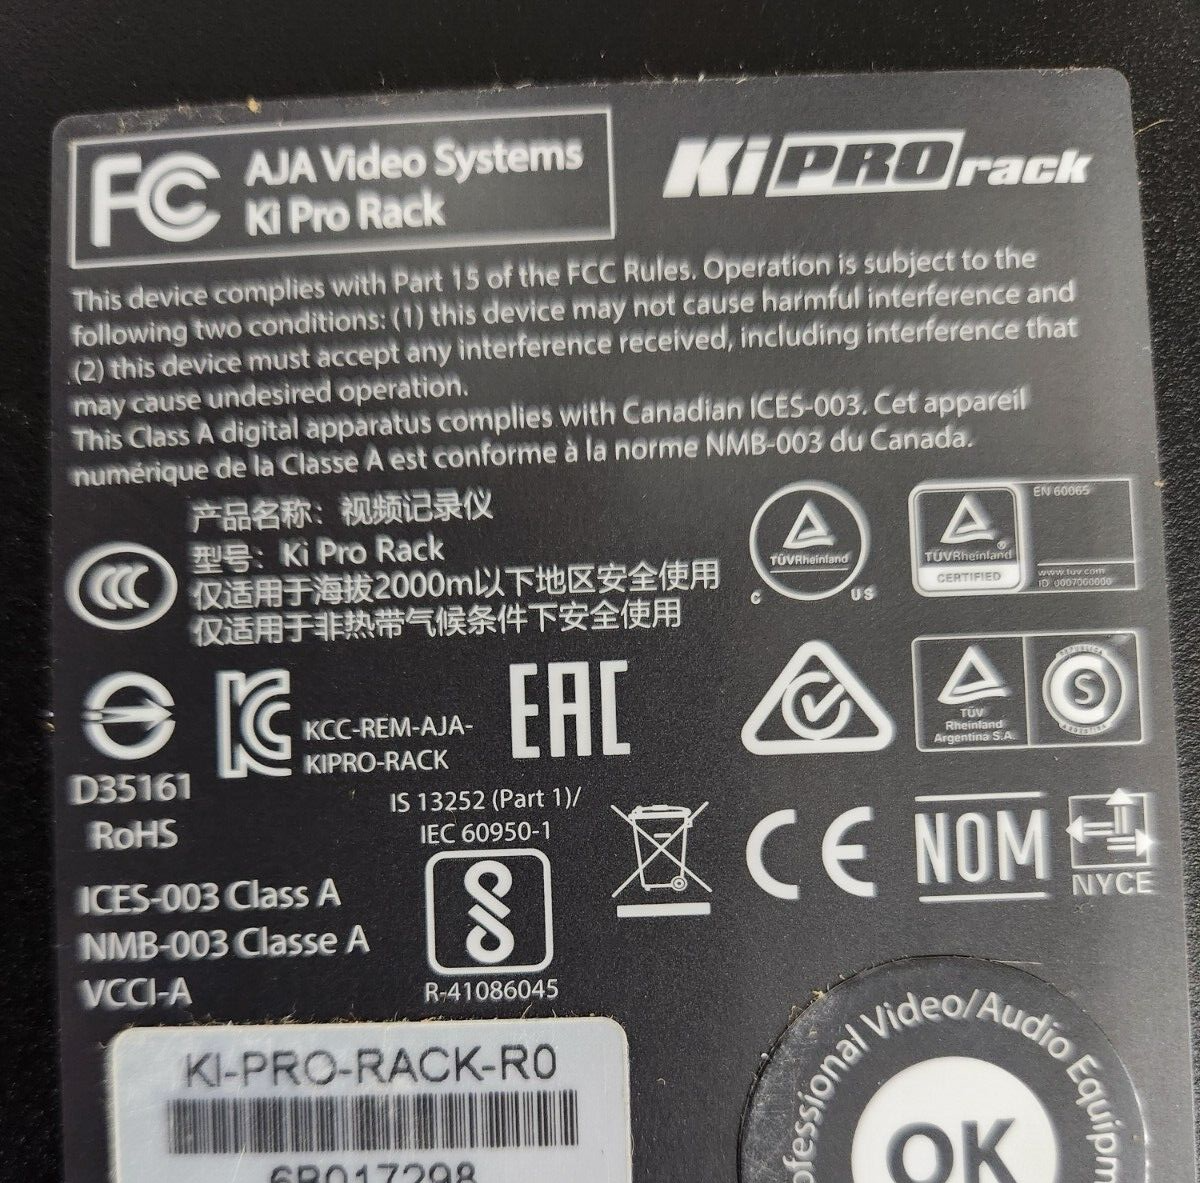 FC AJA Video Systems
Ki Pro Rack
Ki PRO rack
This device complies with Part 15 of the FCC Rules. Operation is subject to the
following two conditions: (1) this device may not cause harmful interference and
(2) this device must accept any interference received, including interference that
may cause undesired operation.
This Class A digital apparatus complies with Canadian ICES-003. Cet appareil
numérique de la Classe A est conforme à la norme NMB-003 du Canada.
产品名称：视频记录仪
型号：Ki Pro Rack
仅适用于海拔2000m以下地区安全使用
仅适用于非热带气候条件下安全使用
CCC
TÜVRheinland
C US
TÜVRheinland®
CERTIFIED
EN 60065
www.tuv.com
ID 0007000000
KCC-REM-AJA-
KIPRO-RACK
EAC
TÜV
Rheinland
Argentina S.A.
S
D35161
RoHS
IS 13252 (Part 1)/
IEC 60950-1
R-41086045
CE
NOM
NYCE
ICES-003 Class A
NMB-003 Classe A
VCCI-A
KI-PRO-RACK-R0
Video/Audio
OK